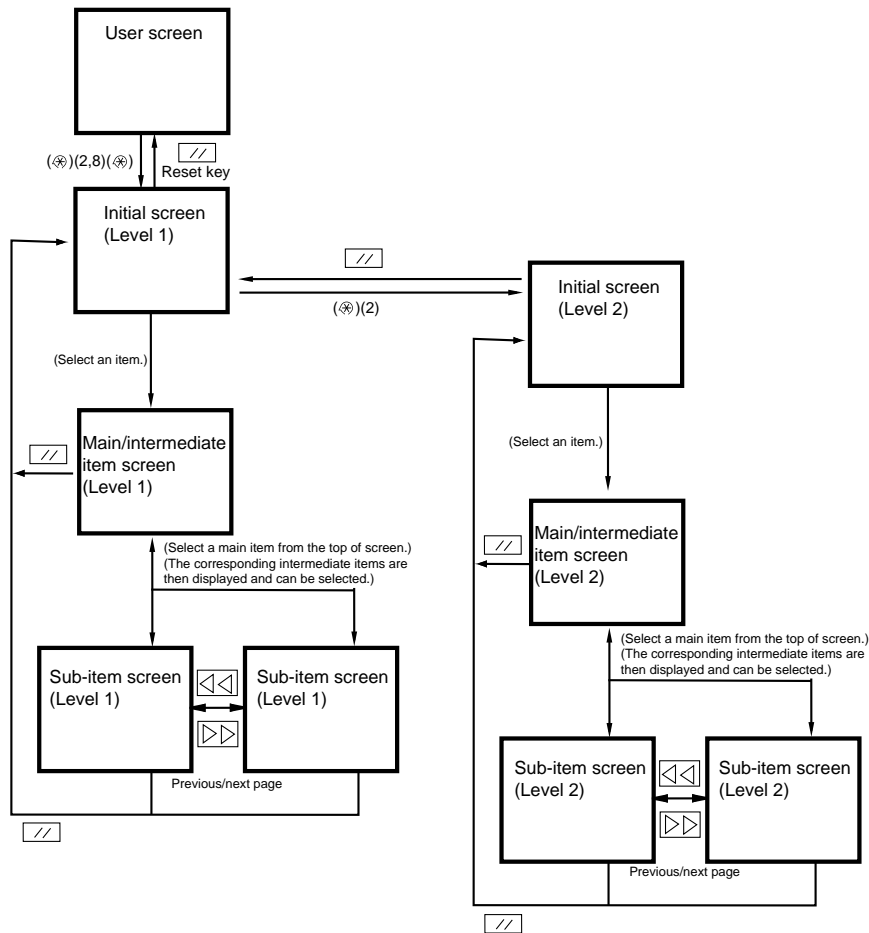 User screen
(✱)(2,8)(✱)
//
Reset key
Initial screen
(Level 1)
//
(✱)(2)
Initial screen
(Level 2)
(Select an item.)
Main/intermediate
item screen
(Level 1)
//
(Select an item.)
Main/intermediate
item screen
(Level 2)
//
(Select a main item from the top of screen.)
(The corresponding intermediate items are
then displayed and can be selected.)
Sub-item screen
(Level 1)
Sub-item screen
(Level 1)
Previous/next page
//
(Select a main item from the top of screen.)
(The corresponding intermediate items are
then displayed and can be selected.)
Sub-item screen
(Level 2)
Sub-item screen
(Level 2)
Previous/next page
//